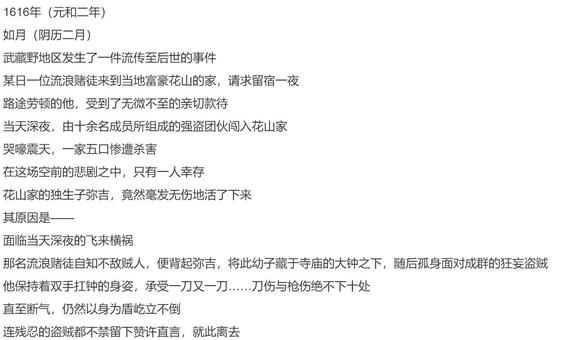 1616年（元和二年）
如月（阴历二月）
武藏野地区发生了一件流传至后世的事件
某日一位流浪赌徒来到当地富豪花山的家，请求留宿一夜
路途劳顿的他，受到了无微不至的亲切款待
当天深夜，由十余名成员所组成的强盗团伙闯入花山家
哭嚎震天，一家五口惨遭杀害
在这场空前的悲剧之中，只有一人幸存
花山家的独生子弥吉，竟然毫发无伤地活了下来
其原因是——
面临当天深夜的飞来横祸
那名流浪赌徒自知不敌贼人，便背起弥吉，将此幼子藏于寺庙的大钟之下，随后孤身面对成群的狂妄盗贼
他保持着双手扛钟的身姿，承受一刀又一刀……刀伤与枪伤绝不下十处
直至断气，仍然以身为盾屹立不倒
连残忍的盗贼都不禁留下赞许直言，就此离去